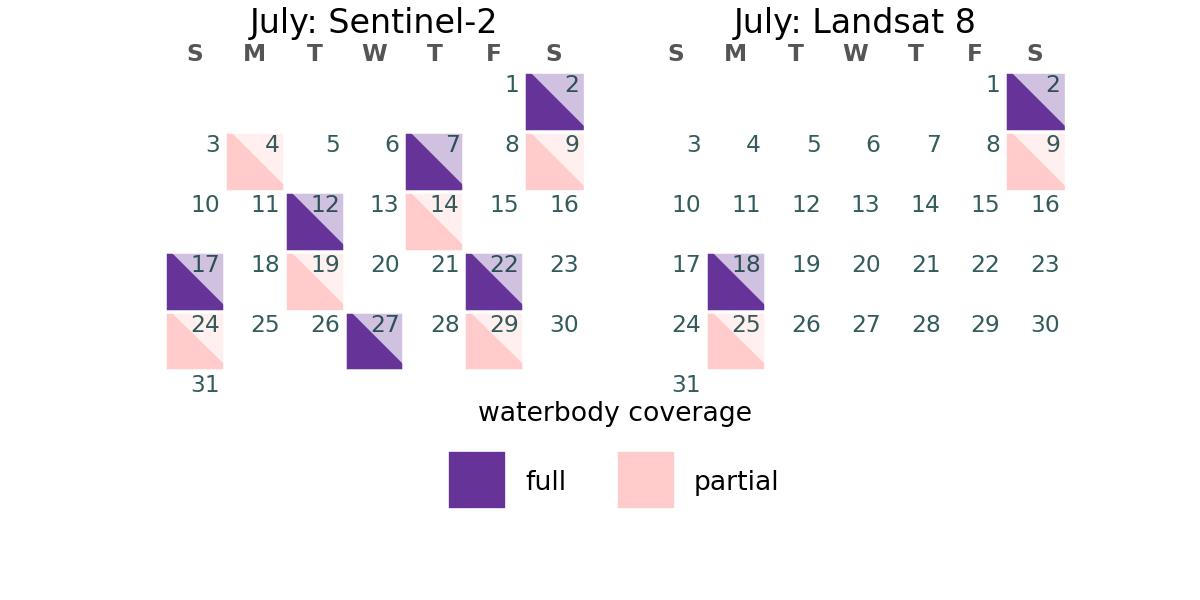 July: Sentinel-2
S M T W T F S
1 2
3 4 5 6 7 8 9
10 11 12 13 14 15 16
17 18 19 20 21 22 23
24 25 26 27 28 29 30
31
July: Landsat 8
S M T W T F S
1 2
3 4 5 6 7 8 9
10 11 12 13 14 15 16
17 18 19 20 21 22 23
24 25 26 27 28 29 30
31
waterbody coverage
full
partial